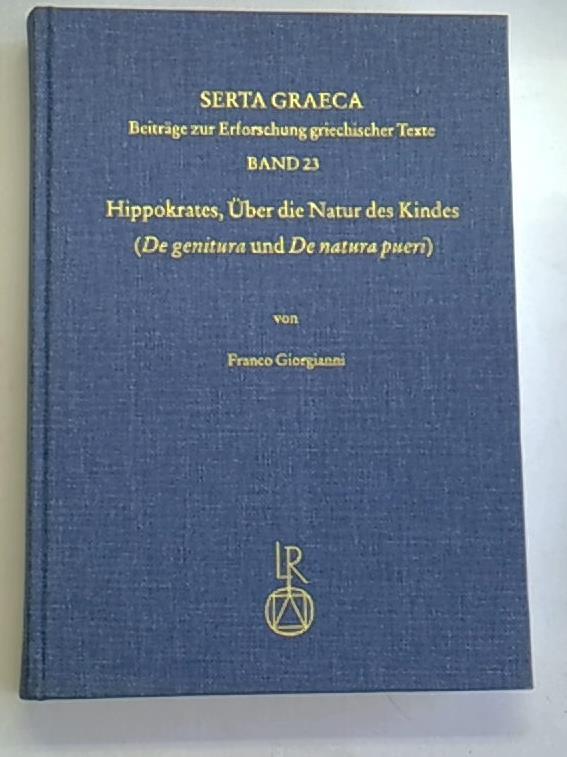 SERTA GRAECA
Beiträge zur Erforschung griechischer Texte
BAND 23
Hippokrates, Über die Natur des Kindes
(De genitura und De natura pueri)
von
Franco Giorgianni
LR